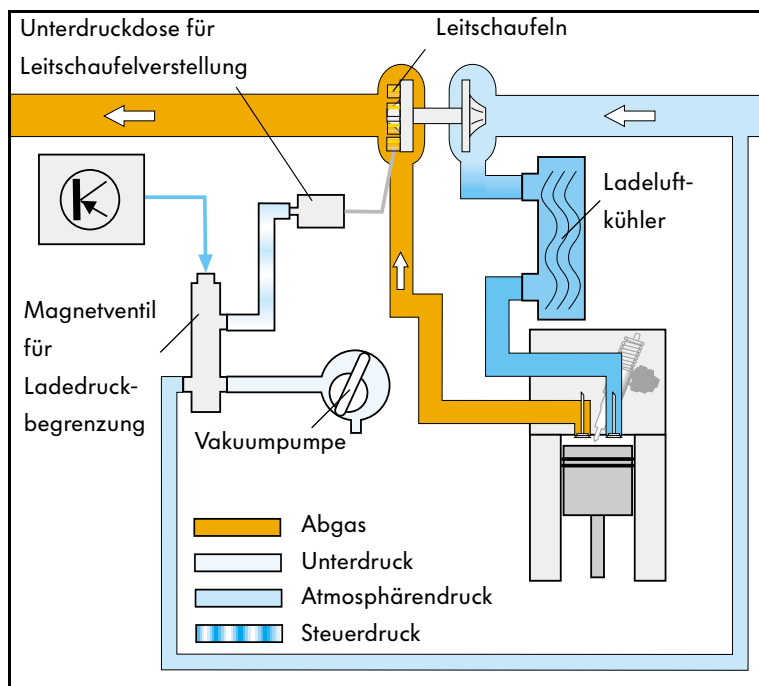 Unterdruckdose für
Leitschaufelverstellung
Leitschaufeln
Ladeluft-
kühler
Magnetventil
für
Ladedruck-
begrenzung
Vakuumpumpe
Abgas
Unterdruck
Atmosphärendruck
Steuerdruck